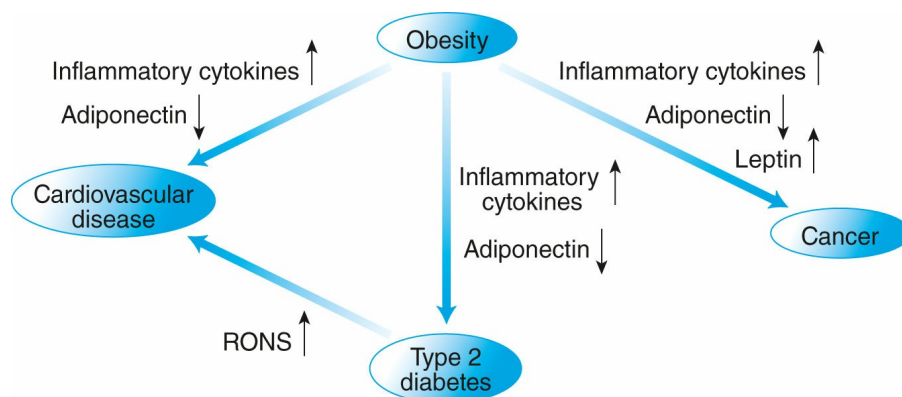 Obesity
Inflammatory cytokines
Adiponectin
Inflammatory cytokines
Adiponectin
Leptin
Cardiovascular
disease
Inflammatory
cytokines
Adiponectin
Cancer
RONS
Type 2
diabetes